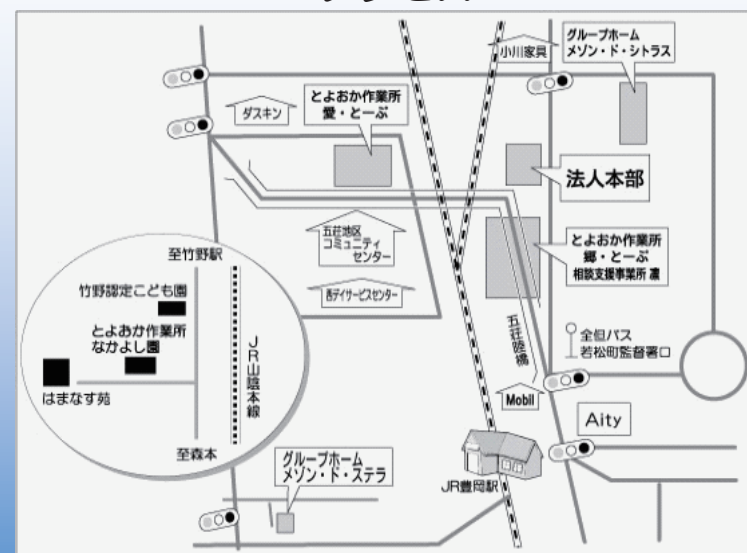 小川家具
グループホーム
メゾン・ド・シトラス
とよおか作業所
愛・とーぷ
ダスキン
法人本部
五荘地区
コミュニティ
センター
西デイサービスセンター
とよおか作業所
郷・とーぷ
相談支援事業所 凛
至竹野駅
竹野認定こども園
とよおか作業所
なかよし園
はまなす苑
JR山陰本線
至森本
五荘陸橋
全但バス
若松町監督署口
Mobil
Aity
JR豊岡駅
グループホーム
メゾン・ド・ステラ